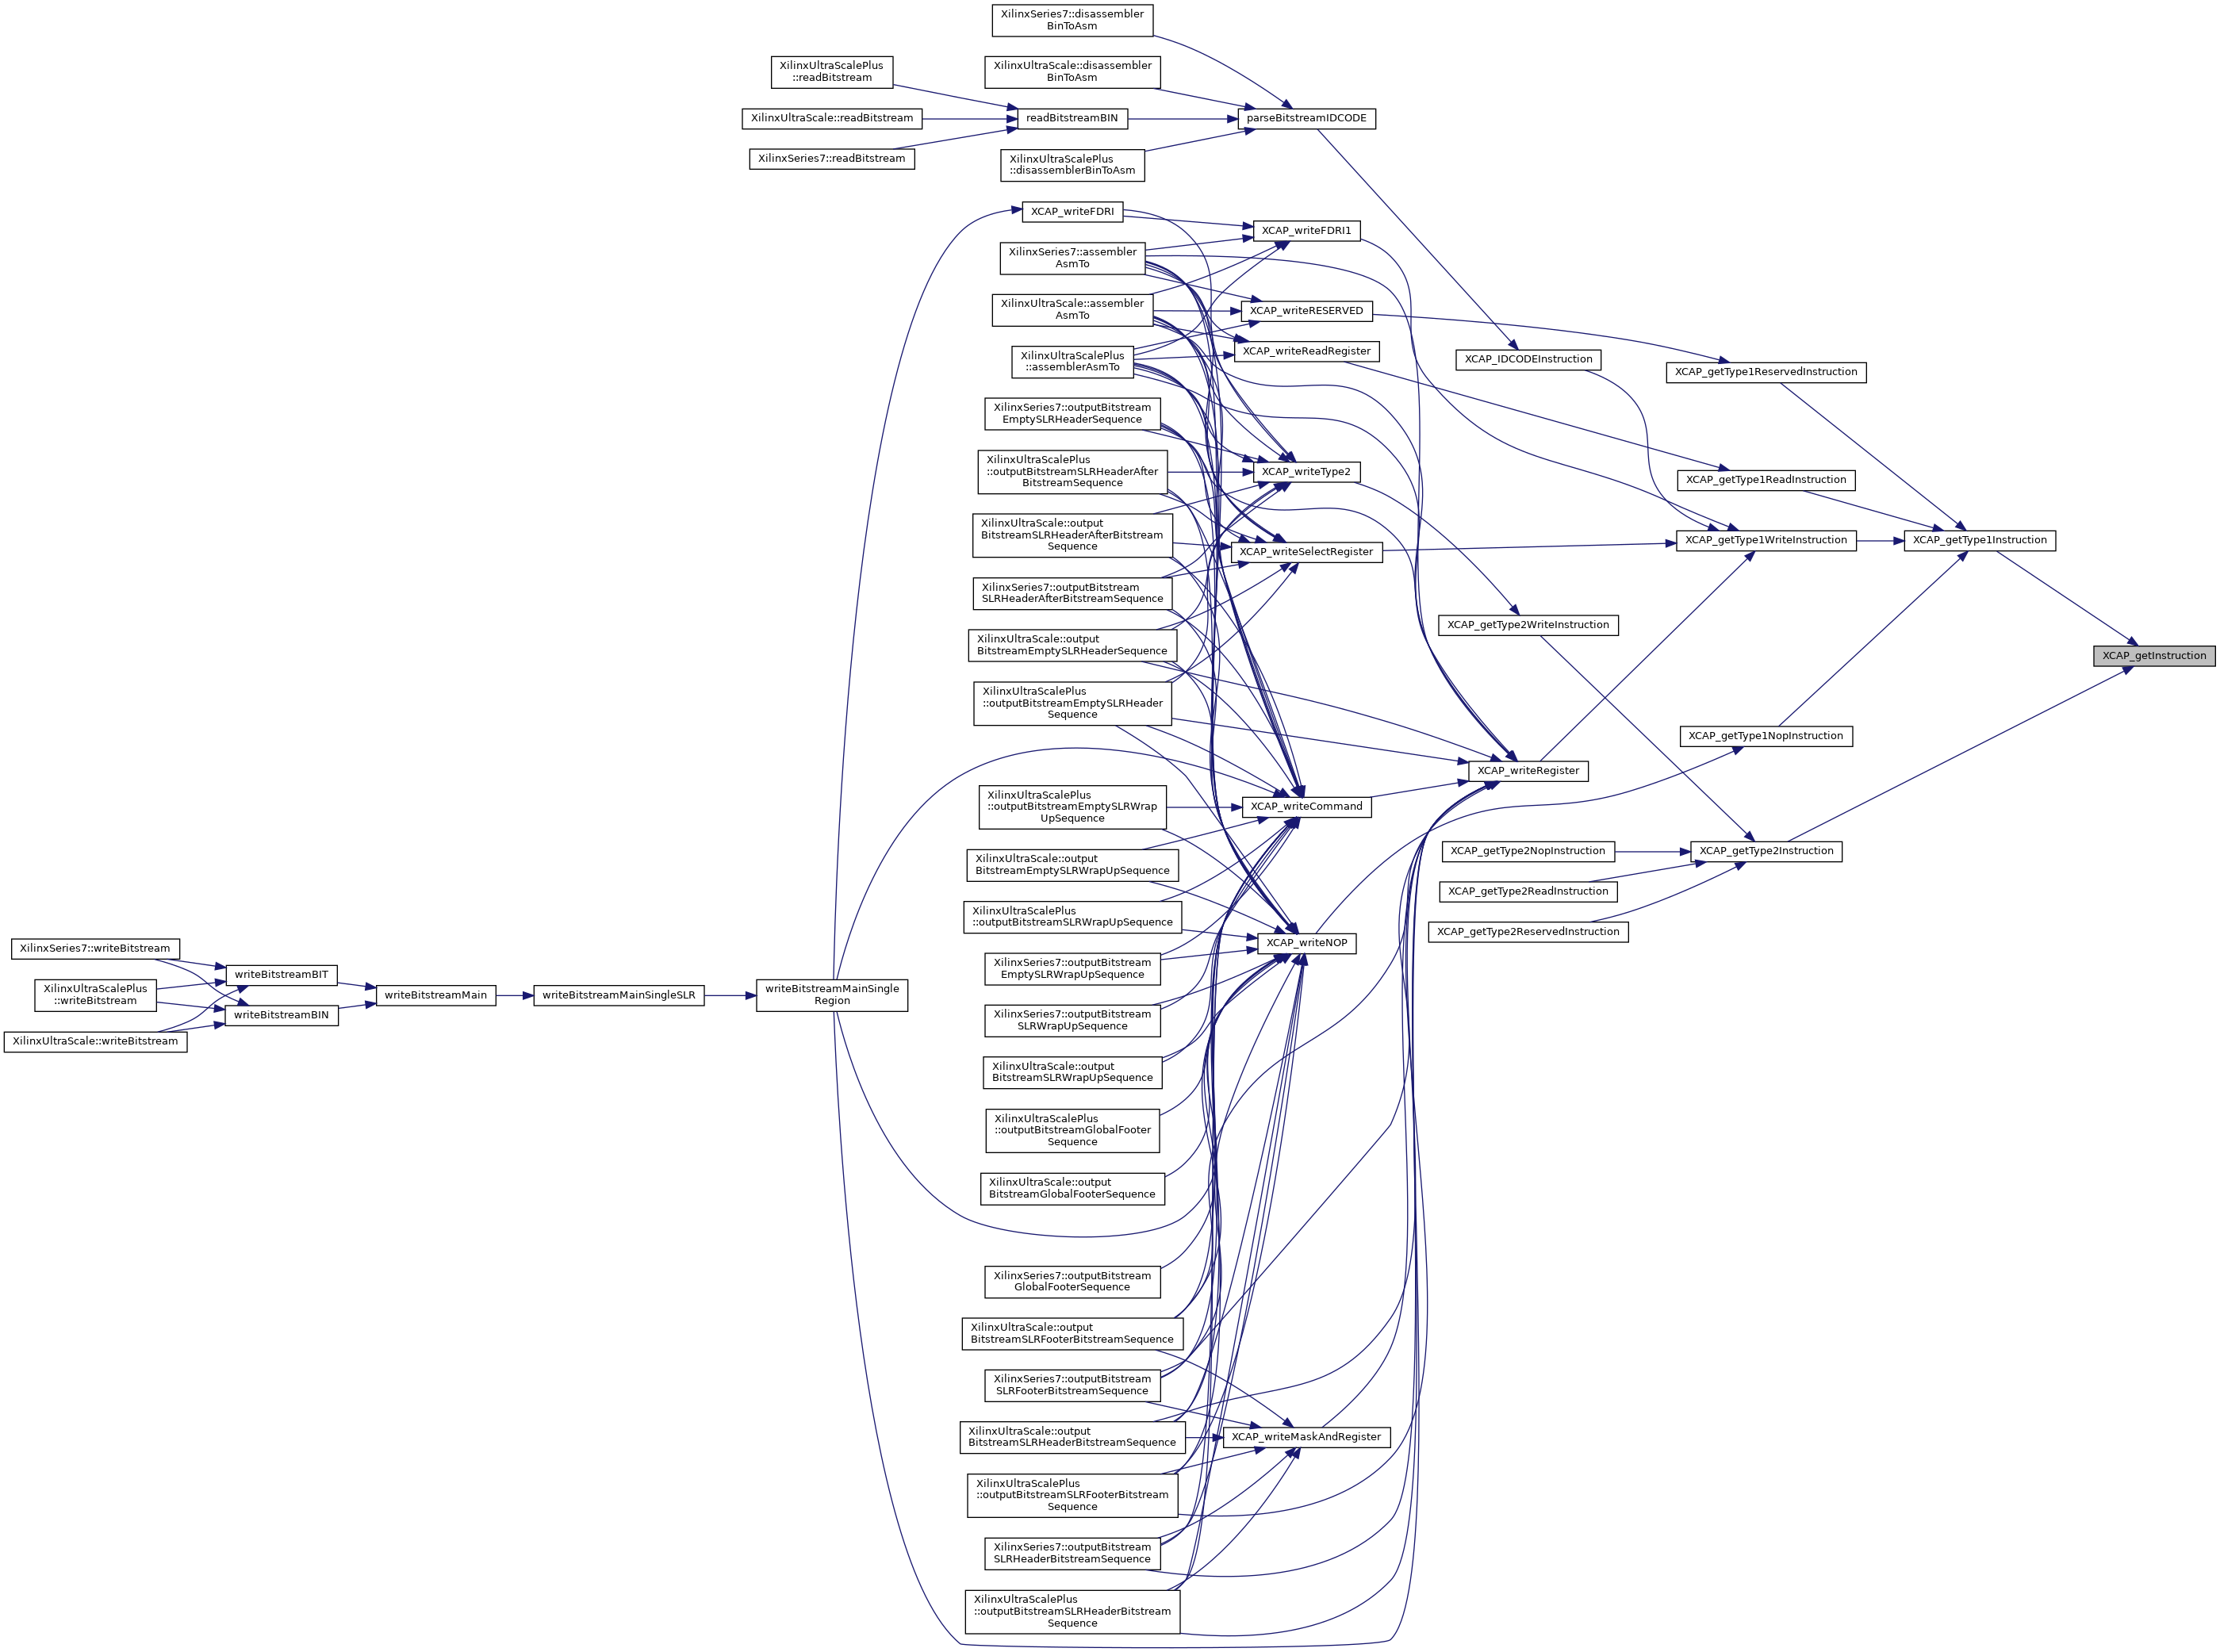 XilinxSeries7::disassembler
BinToAsm
XilinxUltraScalePlus
::readBitstream
XilinxUltraScale::disassembler
BinToAsm
XilinxUltraScale::readBitstream
readBitstreamBIN
parseBitstreamIDCODE
XilinxSeries7::readBitstream
XilinxUltraScalePlus
::disassemblerBinToAsm
XCAP_writeFDRI
XCAP_writeFDRI1
XilinxSeries7::assembler
AsmTo
XilinxUltraScale::assembler
AsmTo
XCAP_writeRESERVED
XilinxUltraScalePlus
::assemblerAsmTo
XCAP_writeReadRegister
XCAP_IDCODEInstruction
XCAP_getType1ReservedInstruction
XilinxSeries7::outputBitstream
EmptySLRHeaderSequence
XilinxUltraScalePlus
::outputBitstreamSLRHeaderAfter
BitstreamSequence
XCAP_writeType2
XCAP_getType1ReadInstruction
XilinxUltraScale::output
BitstreamSLRHeaderAfterBitstream
Sequence
XCAP_writeSelectRegister
XCAP_getType1WriteInstruction
XCAP_getType1Instruction
XilinxSeries7::outputBitstream
SLRHeaderAfterBitstreamSequence
XilinxUltraScale::output
BitstreamEmptySLRHeaderSequence
XCAP_getType2WriteInstruction
XCAP_getInstruction
XilinxUltraScalePlus
::outputBitstreamEmptySLRHeader
Sequence
XCAP_getType1NopInstruction
XCAP_writeRegister
XilinxUltraScalePlus
::outputBitstreamEmptySLRWrap
UpSequence
XCAP_writeCommand
XilinxUltraScale::output
BitstreamEmptySLRWrapUpSequence
XCAP_getType2NopInstruction
XCAP_getType2Instruction
XCAP_getType2ReadInstruction
XilinxUltraScalePlus
::outputBitstreamSLRWrapUpSequence
XCAP_getType2ReservedInstruction
XCAP_writeNOP
XilinxSeries7::outputBitstream
EmptySLRWrapUpSequence
XilinxSeries7::writeBitstream
writeBitstreamBIT
XilinxUltraScalePlus
::writeBitstream
writeBitstreamMain
writeBitstreamMainSingleSLR
writeBitstreamMainSingle
Region
writeBitstreamBIN
XilinxUltraScale::writeBitstream
XilinxSeries7::outputBitstream
SLRWrapUpSequence
XilinxUltraScale::output
BitstreamSLRWrapUpSequence
XilinxUltraScalePlus
::outputBitstreamGlobalFooter
Sequence
XilinxUltraScale::output
BitstreamGlobalFooterSequence
XilinxSeries7::outputBitstream
GlobalFooterSequence
XilinxUltraScale::output
BitstreamSLRFooterBitstreamSequence
XilinxSeries7::outputBitstream
SLRFooterBitstreamSequence
XilinxUltraScale::output
BitstreamSLRHeaderBitstreamSequence
XCAP_writeMaskAndRegister
XilinxUltraScalePlus
::outputBitstreamSLRFooterBitstream
Sequence
XilinxSeries7::outputBitstream
SLRHeaderBitstreamSequence
XilinxUltraScalePlus
::outputBitstreamSLRHeaderBitstream
Sequence